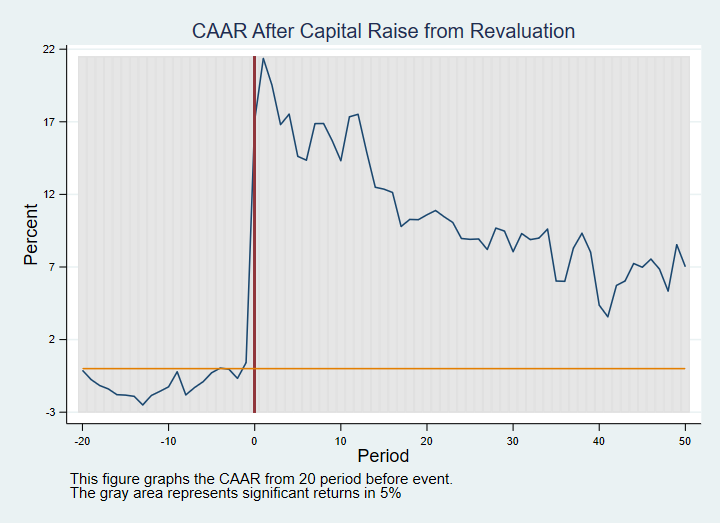 CAAR After Capital Raise from Revaluation
22
17
12
7
2
-3
Percent
-20
-10
0
10
20
30
40
50
Period
This figure graphs the CAAR from 20 period before event.
The gray area represents significant returns in 5%